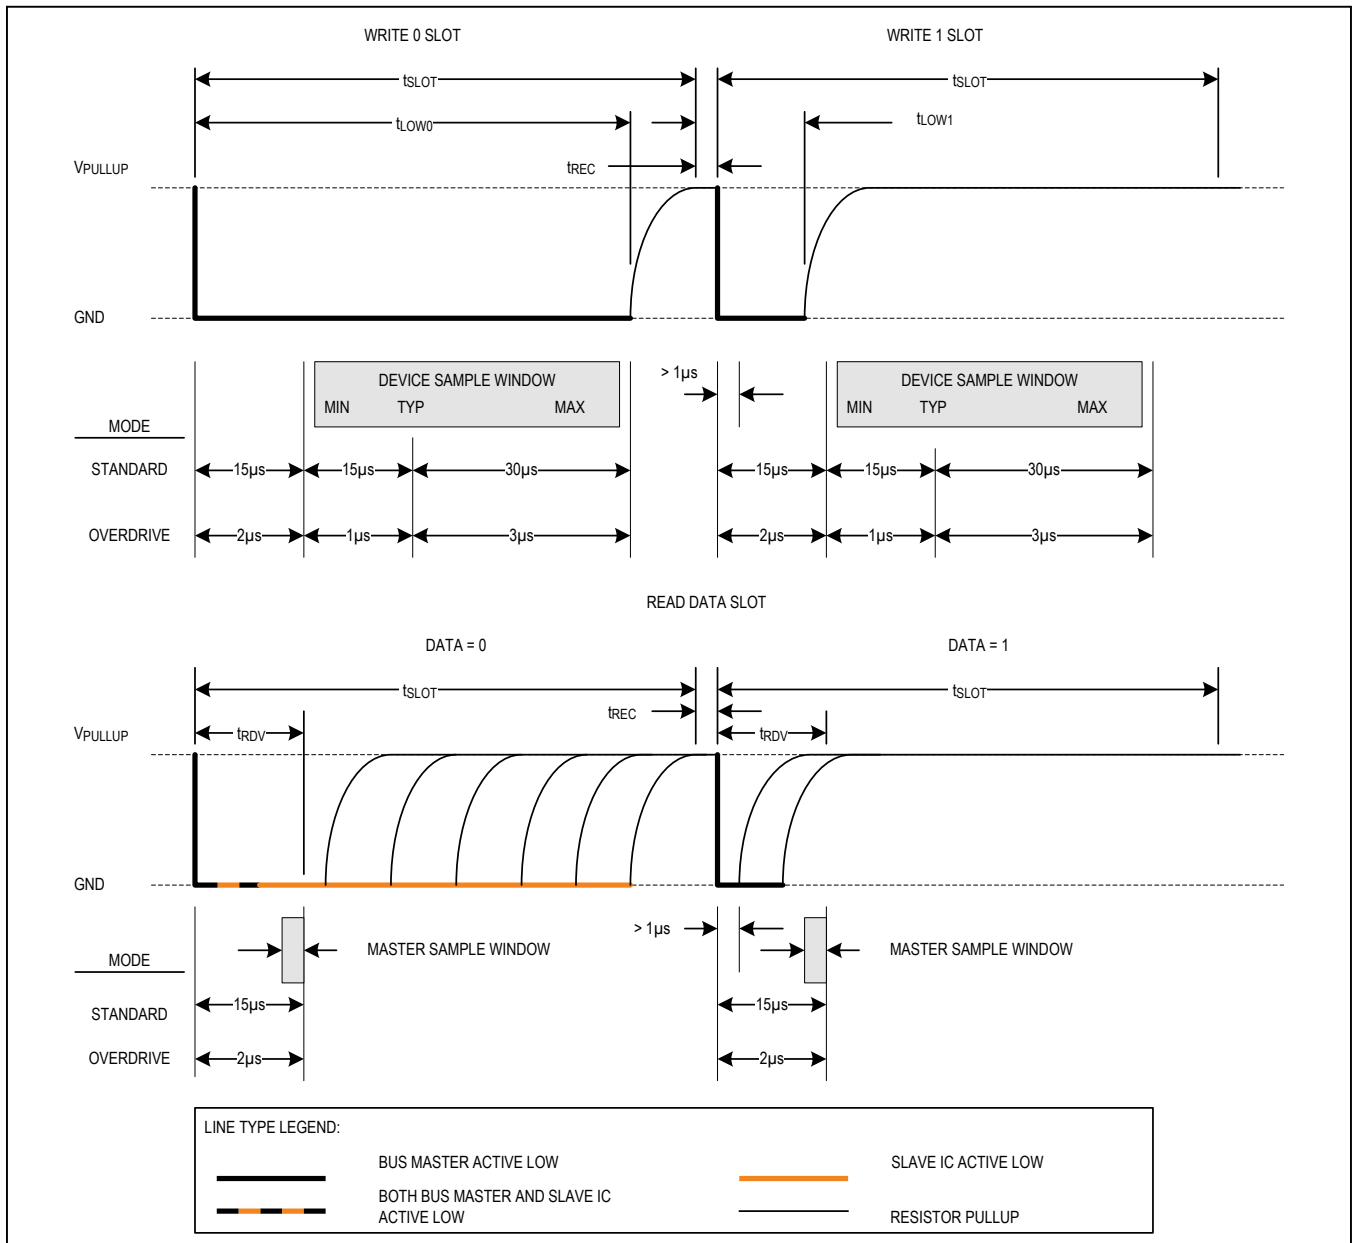 WRITE 0 SLOT WRITE 1 SLOT
tSLOT tSLOT
tLOW0 tLOW1
VPULLUP tREC
GND
DEVICE SAMPLE WINDOW > 1µs DEVICE SAMPLE WINDOW
MIN TYP MAX MIN TYP MAX
MODE
STANDARD 15µs 15µs 30µs 15µs 15µs 30µs
OVERDRIVE 2µs 1µs 3µs 2µs 1µs 3µs
READ DATA SLOT
DATA = 0 DATA = 1
tSLOT tSLOT
tREC
VPULLUP tRDV tRDV
GND
> 1µs
MASTER SAMPLE WINDOW MASTER SAMPLE WINDOW
MODE
15µs 15µs
STANDARD
OVERDRIVE 2µs 2µs
LINE TYPE LEGEND:
BUS MASTER ACTIVE LOW SLAVE IC ACTIVE LOW
BOTH BUS MASTER AND SLAVE IC
ACTIVE LOW RESISTOR PULLUP